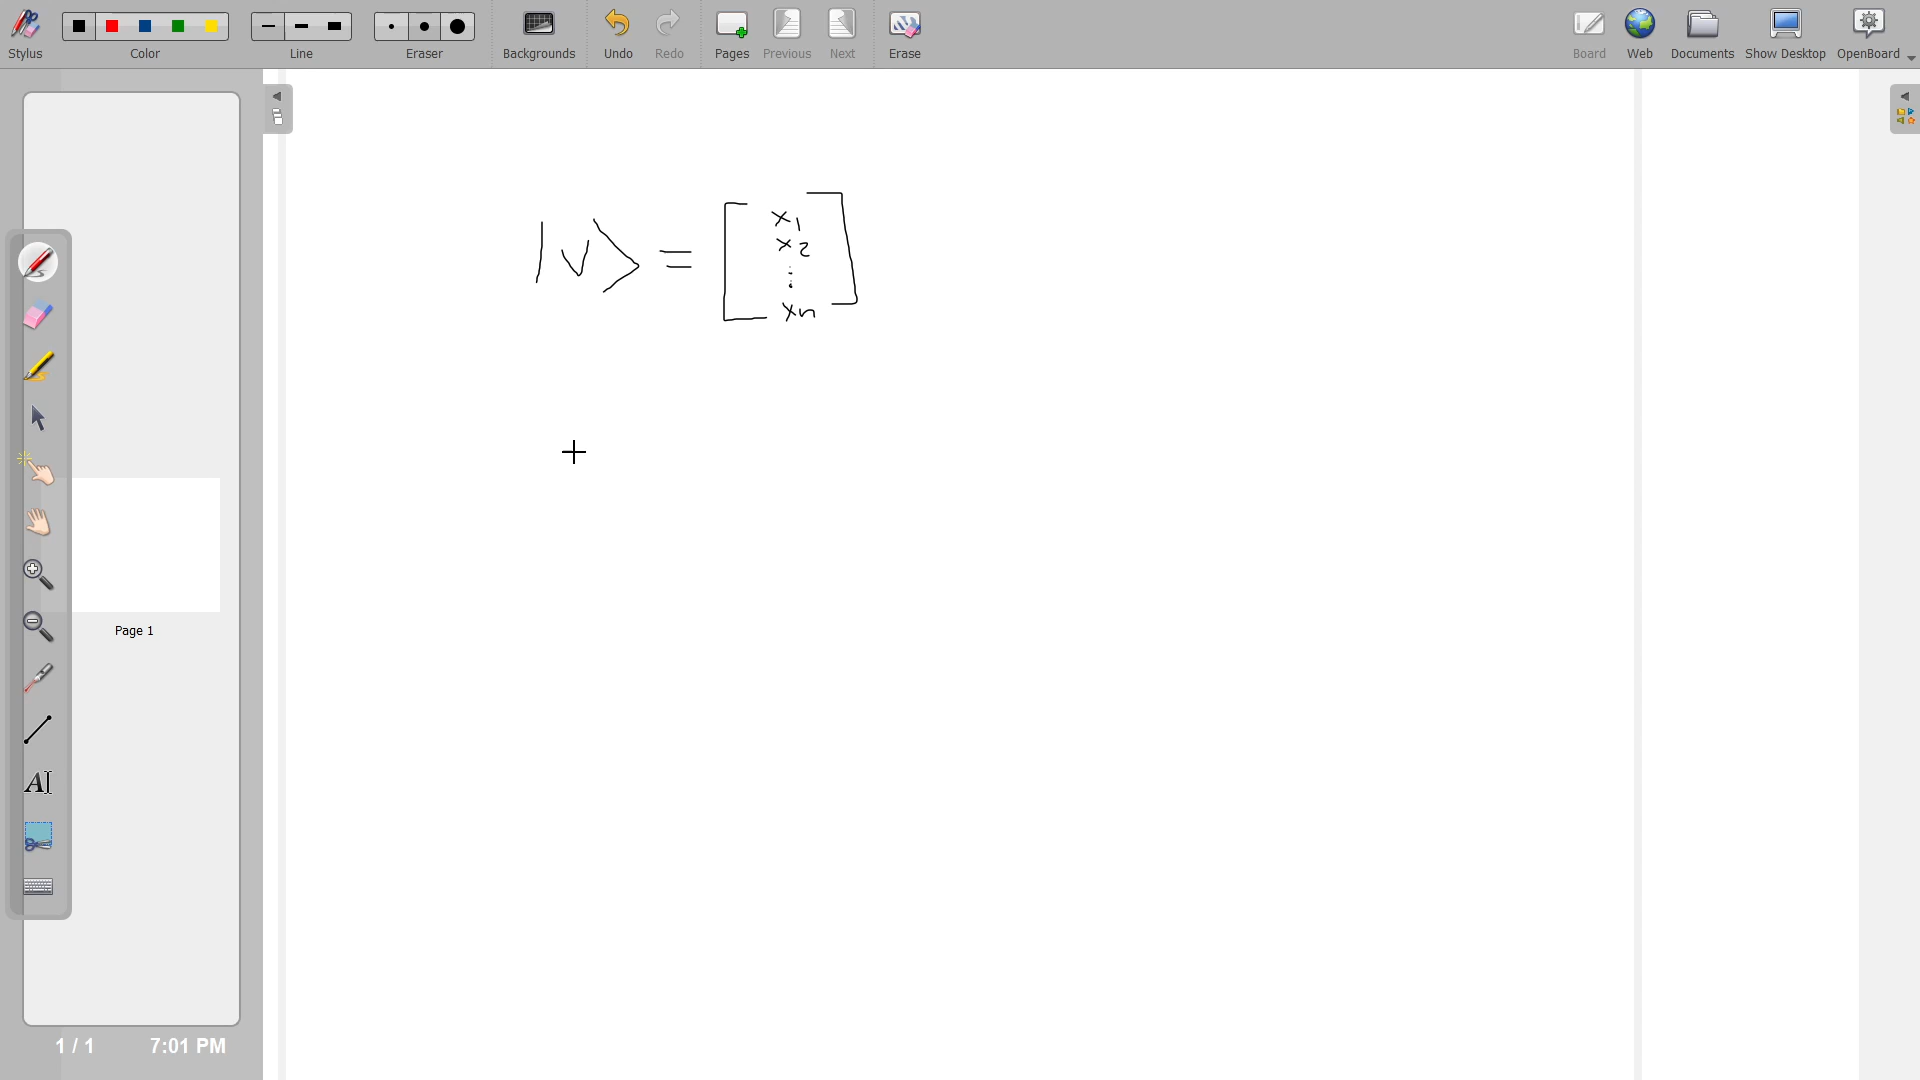 Stylus Color Line Eraser Backgrounds Undo Redo Pages Previous Next Erase Board Web Documents Show Desktop OpenBoard
|v> = [x1
x2
⋮
xn]
Page 1
1 / 1 7:01 PM